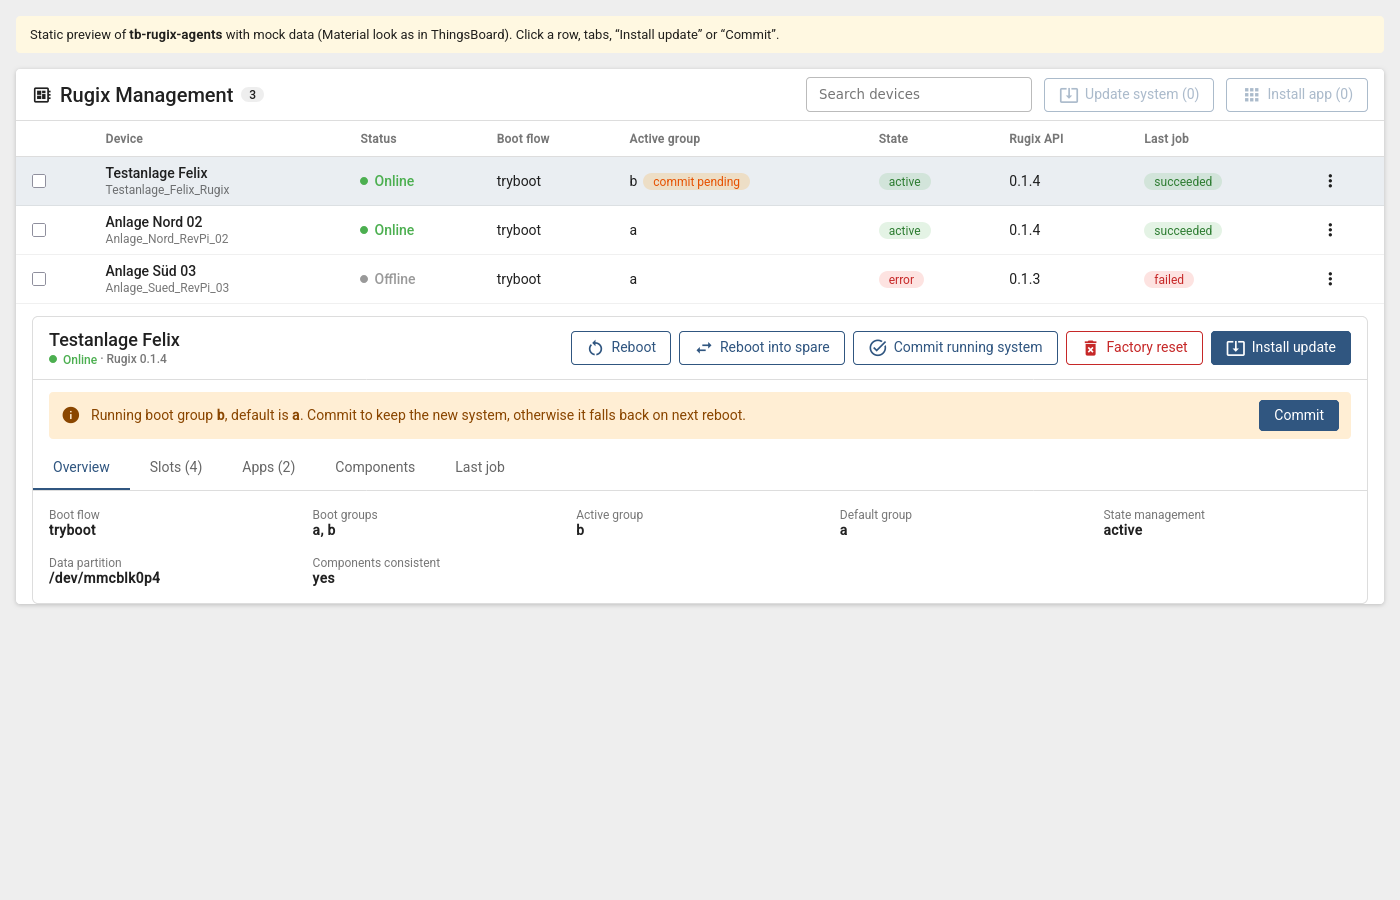 Static preview of tb-rugix-agents with mock data (Material look as in ThingsBoard). Click a row, tabs, “Install update” or “Commit”.
Rugix Management 3
Search devices
Update system (0)
Install app (0)
Device Status Boot flow Active group State Rugix API Last job
Testanlage Felix
Testanlage_Felix_Rugix
Online tryboot b commit pending active 0.1.4 succeeded
Anlage Nord 02
Anlage_Nord_RevPi_02
Online tryboot a active 0.1.4 succeeded
Anlage Süd 03
Anlage_Sued_RevPi_03
Offline tryboot a error 0.1.3 failed
Testanlage Felix
Online · Rugix 0.1.4
Reboot
Reboot into spare
Commit running system
Factory reset
Install update
Running boot group b, default is a. Commit to keep the new system, otherwise it falls back on next reboot.
Commit
Overview Slots (4) Apps (2) Components Last job
Boot flow Boot groups Active group Default group State management
tryboot a, b b a active
Data partition Components consistent
/dev/mmcblk0p4 yes